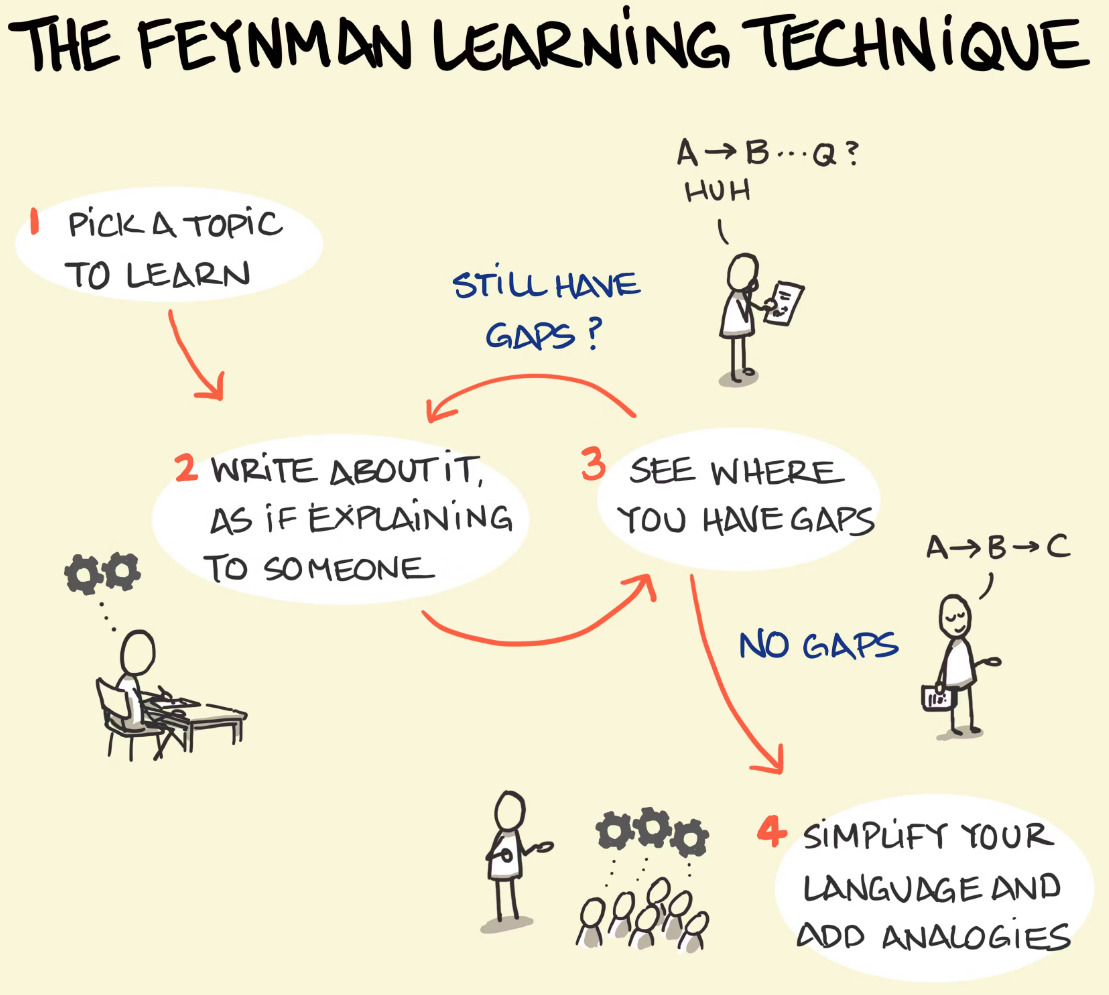 THE FEYNMAN LEARNING TECHNIQUE
A → B ... Q ?
HUH
1 PICK A TOPIC
TO LEARN
STILL HAVE
GAPS ?
2 WRITE ABOUT IT,
AS IF EXPLAINING
TO SOMEONE
3 SEE WHERE
YOU HAVE GAPS
A → B → C
NO GAPS
4 SIMPLIFY YOUR
LANGUAGE AND
ADD ANALOGIES